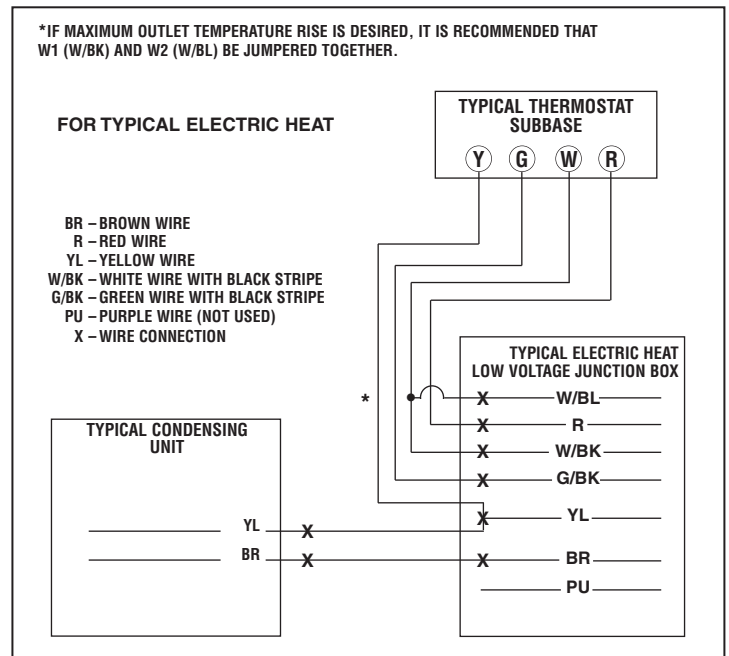 *IF MAXIMUM OUTLET TEMPERATURE RISE IS DESIRED, IT IS RECOMMENDED THAT
W1 (W/BK) AND W2 (W/BL) BE JUMPERED TOGETHER.
FOR TYPICAL ELECTRIC HEAT
TYPICAL THERMOSTAT
SUBBASE
Y G W R
BR – BROWN WIRE
R – RED WIRE
YL – YELLOW WIRE
W/BK – WHITE WIRE WITH BLACK STRIPE
G/BK – GREEN WIRE WITH BLACK STRIPE
PU – PURPLE WIRE (NOT USED)
X – WIRE CONNECTION
TYPICAL ELECTRIC HEAT
LOW VOLTAGE JUNCTION BOX
* X W/BL
X R
X W/BK
X G/BK
X YL
X BR
PU
TYPICAL CONDENSING
UNIT
YL X
BR X